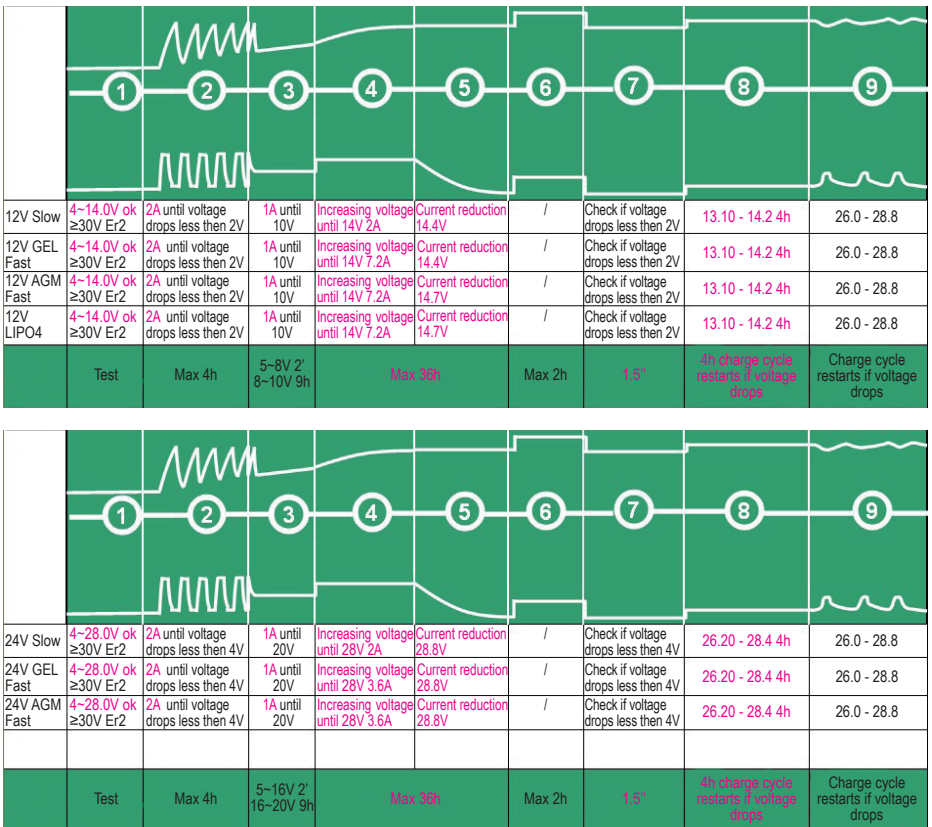 1 2 3 4 5 6 7 8 9
12V Slow 4~14.0V ok 2A until voltage 1A until Increasing voltage Current reduction / Check if voltage 13.10 - 14.2 4h 26.0 - 28.8
≥30V Er2 drops less then 2V 10V until 14V 2A 14.4V drops less then 2V
12V GEL 4~14.0V ok 2A until voltage 1A until Increasing voltage Current reduction / Check if voltage 13.10 - 14.2 4h 26.0 - 28.8
Fast ≥30V Er2 drops less then 2V 10V until 14V 7.2A 14.4V drops less then 2V
12V AGM 4~14.0V ok 2A until voltage 1A until Increasing voltage Current reduction / Check if voltage 13.10 - 14.2 4h 26.0 - 28.8
Fast ≥30V Er2 drops less then 2V 10V until 14V 7.2A 14.7V drops less then 2V
12V 4~14.0V ok 2A until voltage 1A until Increasing voltage Current reduction / Check if voltage 13.10 - 14.2 4h 26.0 - 28.8
LIPO4 ≥30V Er2 drops less then 2V 10V until 14V 7.2A 14.7V drops less then 2V
Test Max 4h 5~8V 2' Max 36h Max 2h 1.5" 4h charge cycle Charge cycle
8~10V 9h restarts if voltage restarts if voltage
drops drops
1 2 3 4 5 6 7 8 9
24V Slow 4~28.0V ok 2A until voltage 1A until Increasing voltage Current reduction / Check if voltage 26.20 - 28.4 4h 26.0 - 28.8
≥30V Er2 drops less then 4V 20V until 28V 2A 28.8V drops less then 4V
24V GEL 4~28.0V ok 2A until voltage 1A until Increasing voltage Current reduction / Check if voltage 26.20 - 28.4 4h 26.0 - 28.8
Fast ≥30V Er2 drops less then 4V 20V until 28V 3.6A 28.8V drops less then 4V
24V AGM 4~28.0V ok 2A until voltage 1A until Increasing voltage Current reduction / Check if voltage 26.20 - 28.4 4h 26.0 - 28.8
Fast ≥30V Er2 drops less then 4V 20V until 28V 3.6A 28.8V drops less then 4V
Test Max 4h 5~16V 2' Max 36h Max 2h 1.5" 4h charge cycle Charge cycle
16~20V 9h restarts if voltage restarts if voltage
drops drops